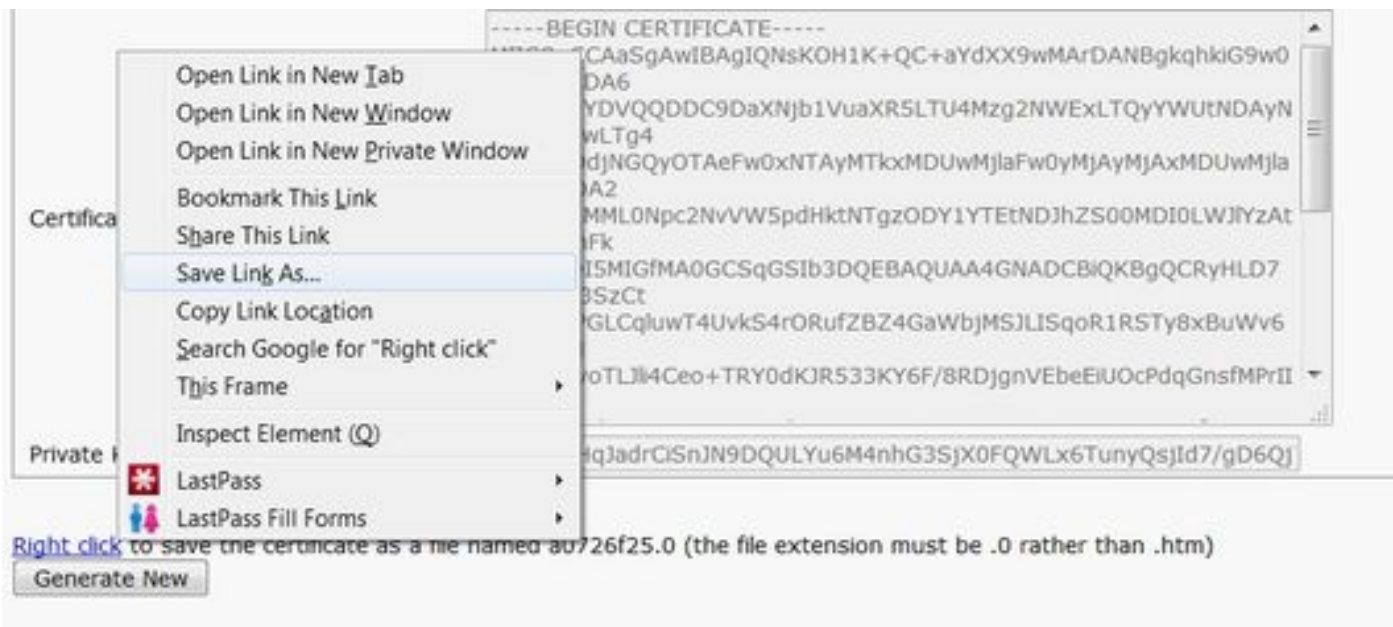 -----BEGIN CERTIFICATE-----
CAaSgAwIBAgIQNsKOH1K+QC+aYdXX9wMArDANBgkqhkiG9w0
DA6
YDVQQDDC9DaXNjb1VuaXR5LTU4Mzg2NWExLTQyYWUtNDAyN
wLTg4
djNGQyOTAeFw0xNTAyMTkxMDUwMjlaFw0yMjAyMjAxMDUwMjla
DA2
MML0Npc2NvVW5pdHktNTgzODY1YTEtNDJhZS00MDI0LWJlYzAt
Fk
I5MIGfMA0GCSqGSIb3DQEBAQUAA4GNADCBiQKBgQCRyHLD7
SzCt
GLCqluwT4UvkS4rORufZBZ4GaWbjMSJLISqoR1RSTy8xBuWv6
oTLJli4Ceo+TRY0dKJR533KY6F/8RDjgnVEbeEiUOcPdqGnsfMPrII
Open Link in New Tab
Open Link in New Window
Open Link in New Private Window
Bookmark This Link
Share This Link
Save Link As...
Copy Link Location
Search Google for "Right click"
This Frame
Inspect Element (Q)
LastPass
LastPass Fill Forms
Certifica
Private
HqJadrCiSnJN9DQULYu6M4nhG3SjX0FQWLx6TunyQsjId7/gD6Qj
Right click to save the certificate as a file named a0726f25.0 (the file extension must be .0 rather than .htm)
Generate New